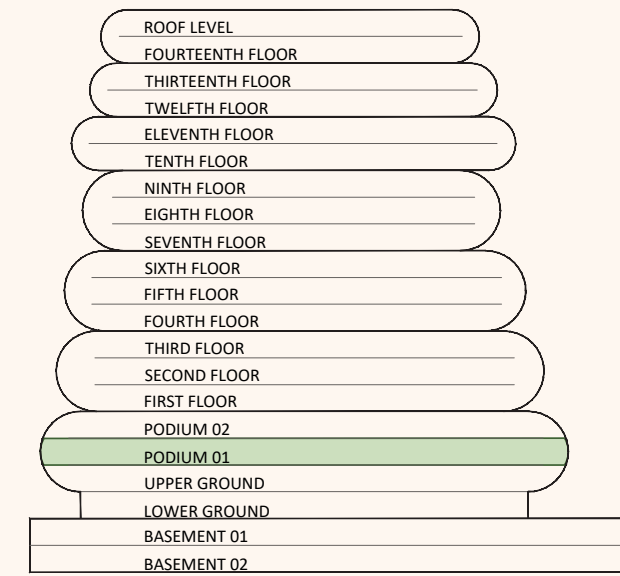 ROOF LEVEL
FOURTEENTH FLOOR
THIRTEENTH FLOOR
TWELFTH FLOOR
ELEVENTH FLOOR
TENTH FLOOR
NINTH FLOOR
EIGHTH FLOOR
SEVENTH FLOOR
SIXTH FLOOR
FIFTH FLOOR
FOURTH FLOOR
THIRD FLOOR
SECOND FLOOR
FIRST FLOOR
PODIUM 02
PODIUM 01
UPPER GROUND
LOWER GROUND
BASEMENT 01
BASEMENT 02